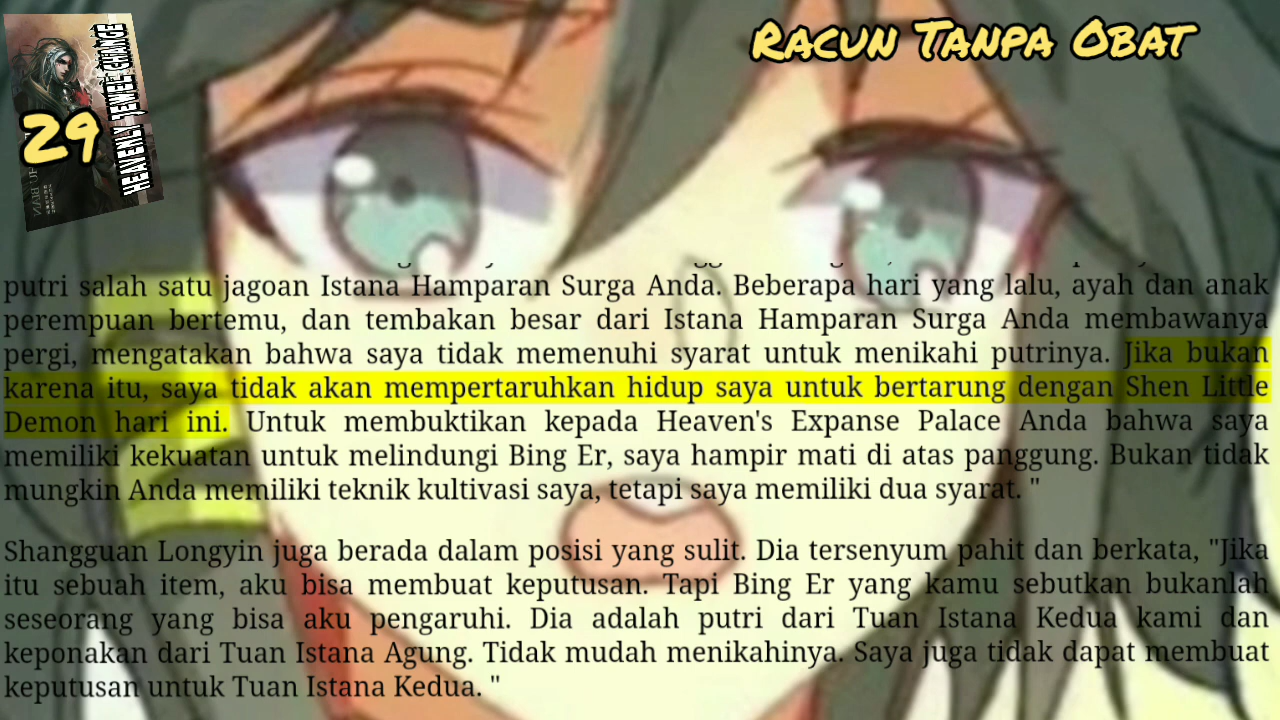 Racun Tanpa Obat
29
HEAVENLY JEWEL CHANGE
putri salah satu jagoan Istana Hamparan Surga Anda. Beberapa hari yang lalu, ayah dan anak
perempuan bertemu, dan tembakan besar dari Istana Hamparan Surga Anda membawanya
pergi, mengatakan bahwa saya tidak memenuhi syarat untuk menikahi putrinya. Jika bukan
karena itu, saya tidak akan mempertaruhkan hidup saya untuk bertarung dengan Shen Little
Demon hari ini. Untuk membuktikan kepada Heaven's Expanse Palace Anda bahwa saya
memiliki kekuatan untuk melindungi Bing Er, saya hampir mati di atas panggung. Bukan tidak
mungkin Anda memiliki teknik kultivasi saya, tetapi saya memiliki dua syarat. "
Shangguan Longyin juga berada dalam posisi yang sulit. Dia tersenyum pahit dan berkata, "Jika
itu sebuah item, aku bisa membuat keputusan. Tapi Bing Er yang kamu sebutkan bukanlah
seseorang yang bisa aku pengaruhi. Dia adalah putri dari Tuan Istana Kedua kami dan
keponakan dari Tuan Istana Agung. Tidak mudah menikahinya. Saya juga tidak dapat membuat
keputusan untuk Tuan Istana Kedua. "